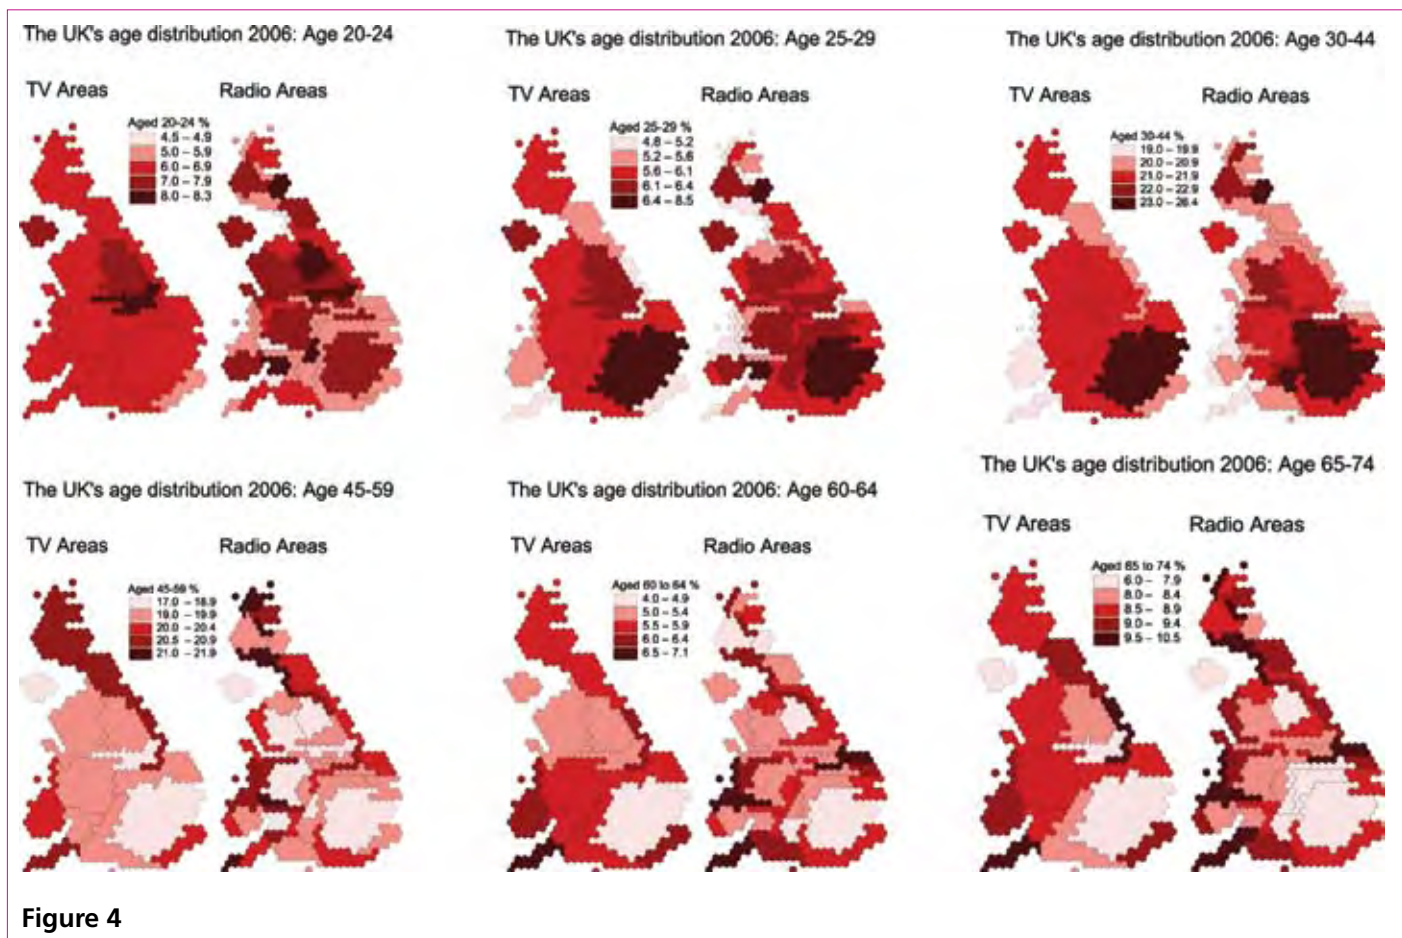 The UK's age distribution 2006: Age 20-24
TV Areas
Radio Areas
Aged 20-24 %
4.5 – 4.9
5.0 – 5.9
6.0 – 6.9
7.0 – 7.9
8.0 – 8.3
The UK's age distribution 2006: Age 25-29
TV Areas
Radio Areas
Aged 25-29 %
4.8 – 5.2
5.2 – 5.6
5.6 – 6.1
6.1 – 6.4
6.4 – 8.5
The UK's age distribution 2006: Age 30-44
TV Areas
Radio Areas
Aged 30-44 %
19.0 – 19.9
20.0 – 20.9
21.0 – 21.9
22.0 – 22.9
23.0 – 26.4
The UK's age distribution 2006: Age 45-59
TV Areas
Radio Areas
Aged 45-59 %
17.0 – 18.9
19.0 – 19.9
20.0 – 20.4
20.5 – 20.9
21.0 – 21.9
The UK's age distribution 2006: Age 60-64
TV Areas
Radio Areas
Aged 60 to 64 %
4.0 – 4.9
5.0 – 5.4
5.5 – 5.9
6.0 – 6.4
6.5 – 7.1
The UK's age distribution 2006: Age 65-74
TV Areas
Radio Areas
Aged 65 to 74 %
6.0 – 7.9
8.0 – 8.4
8.5 – 8.9
9.0 – 9.4
9.5 – 10.5
Figure 4